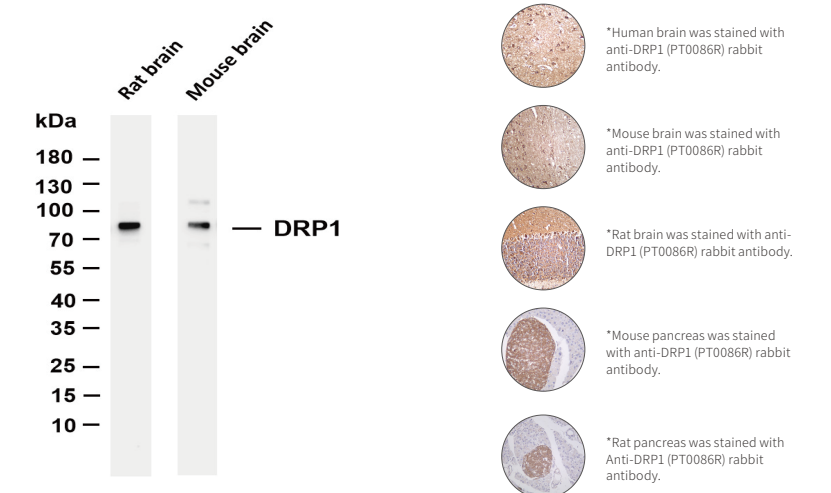 Rat brain
Mouse brain
kDa
180
130
100
70
55
40
35
25
15
10
DRP1
*Human brain was stained with
anti-DRP1 (PT0086R) rabbit
antibody.
*Mouse brain was stained with
anti-DRP1 (PT0086R) rabbit
antibody.
*Rat brain was stained with anti-
DRP1 (PT0086R) rabbit antibody.
*Mouse pancreas was stained
with anti-DRP1 (PT0086R) rabbit
antibody.
*Rat pancreas was stained with
Anti-DRP1 (PT0086R) rabbit
antibody.